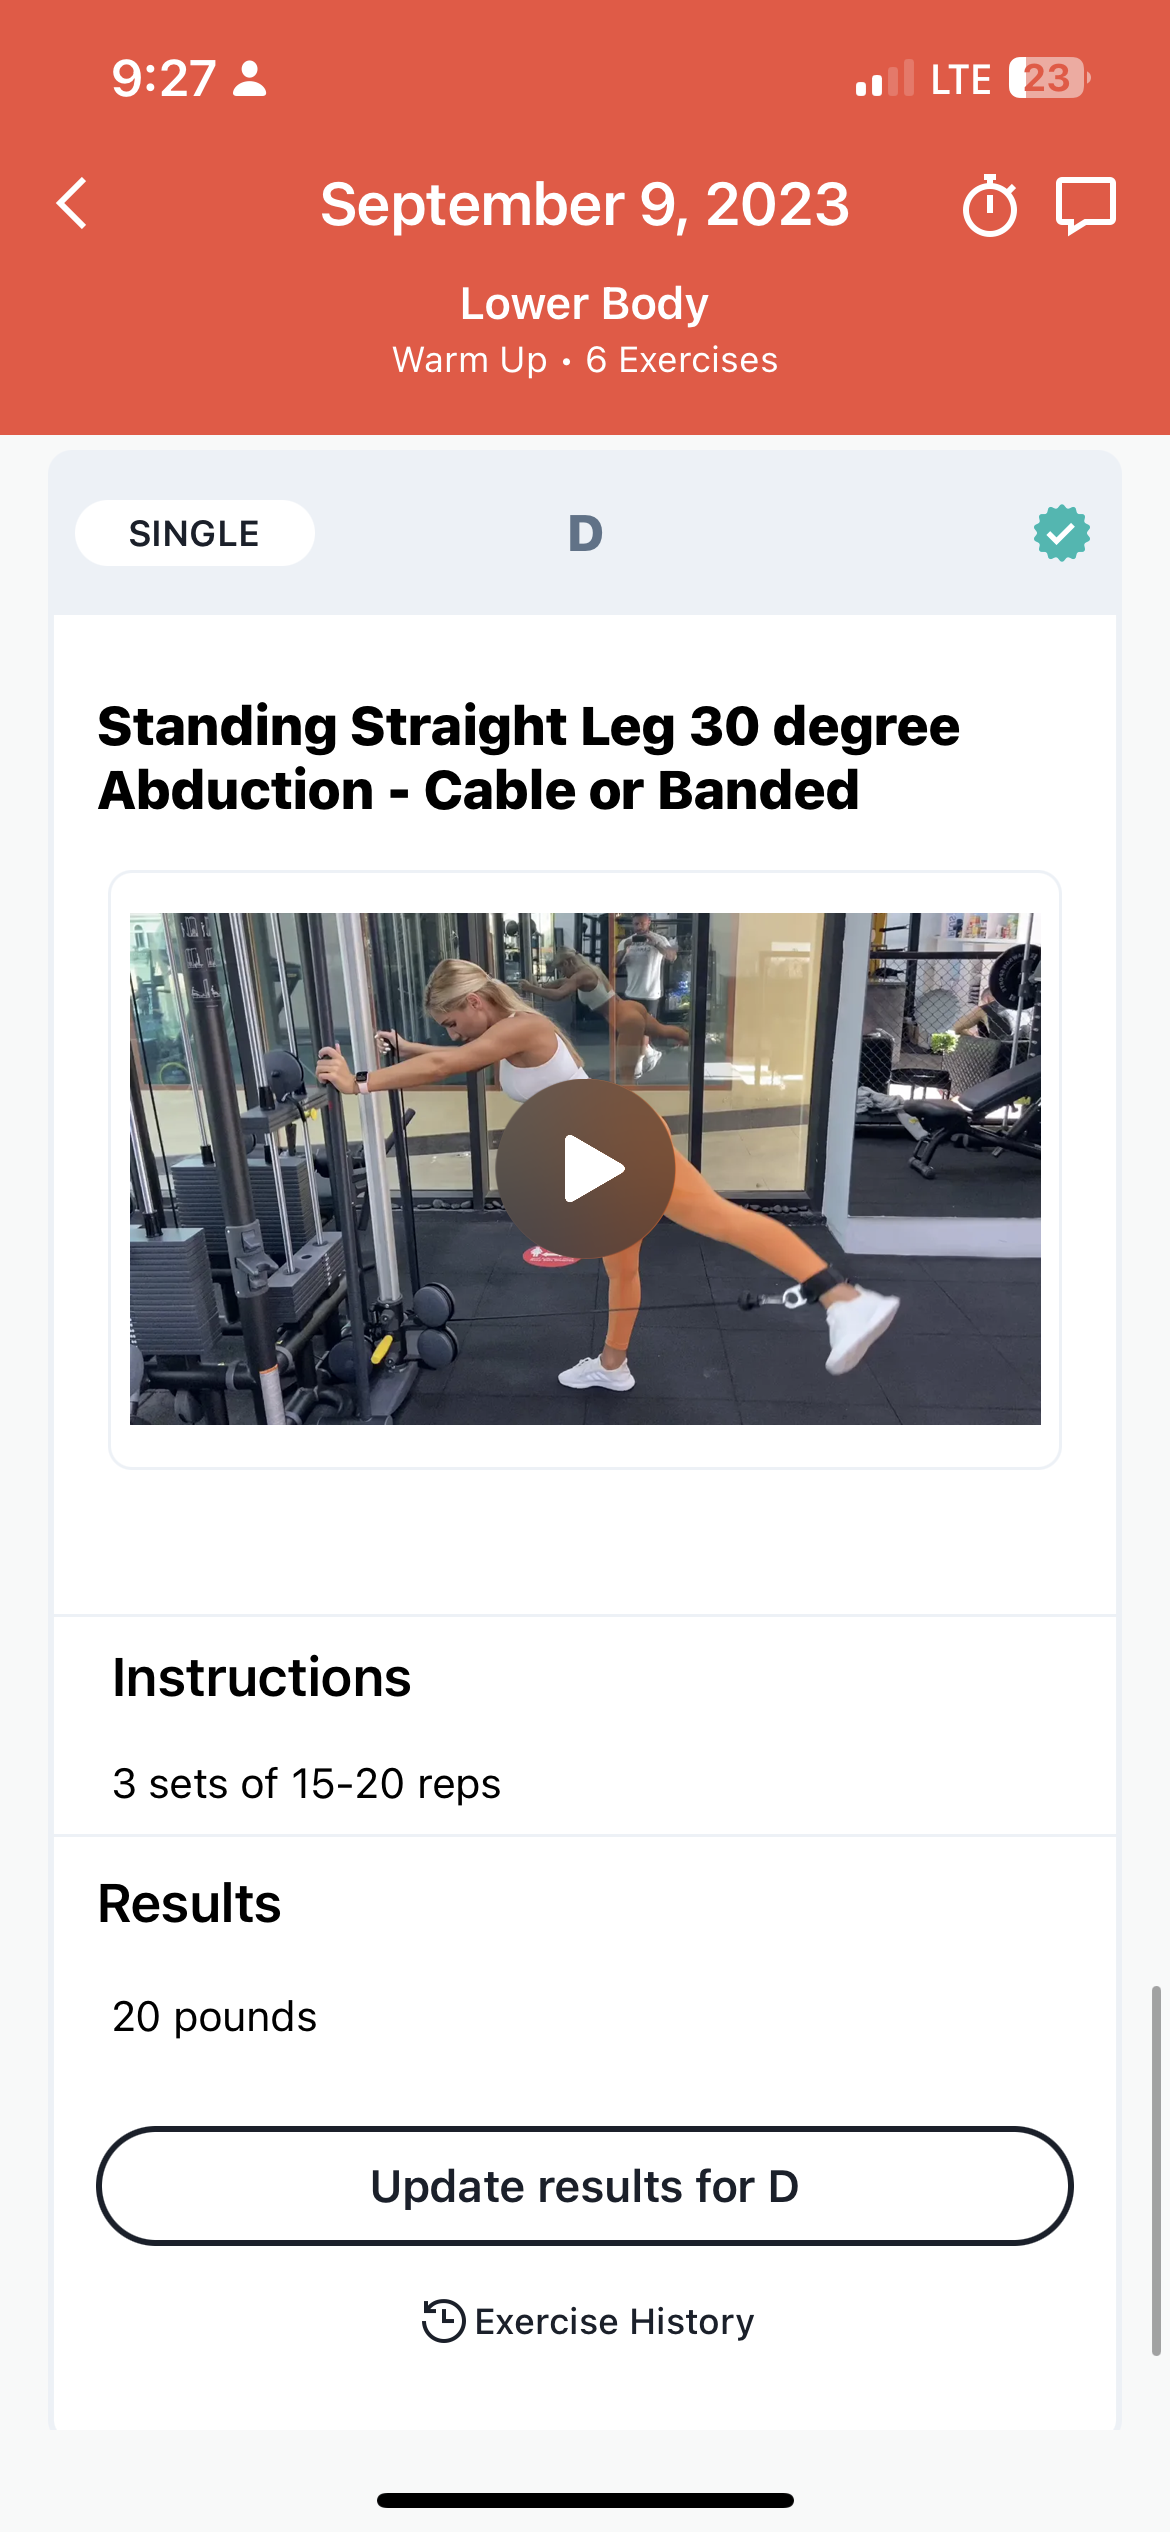 9:27
LTE 23
September 9, 2023
Lower Body
Warm Up • 6 Exercises
SINGLE
D
Standing Straight Leg 30 degree
Abduction - Cable or Banded
Instructions
3 sets of 15-20 reps
Results
20 pounds
Update results for D
Exercise History